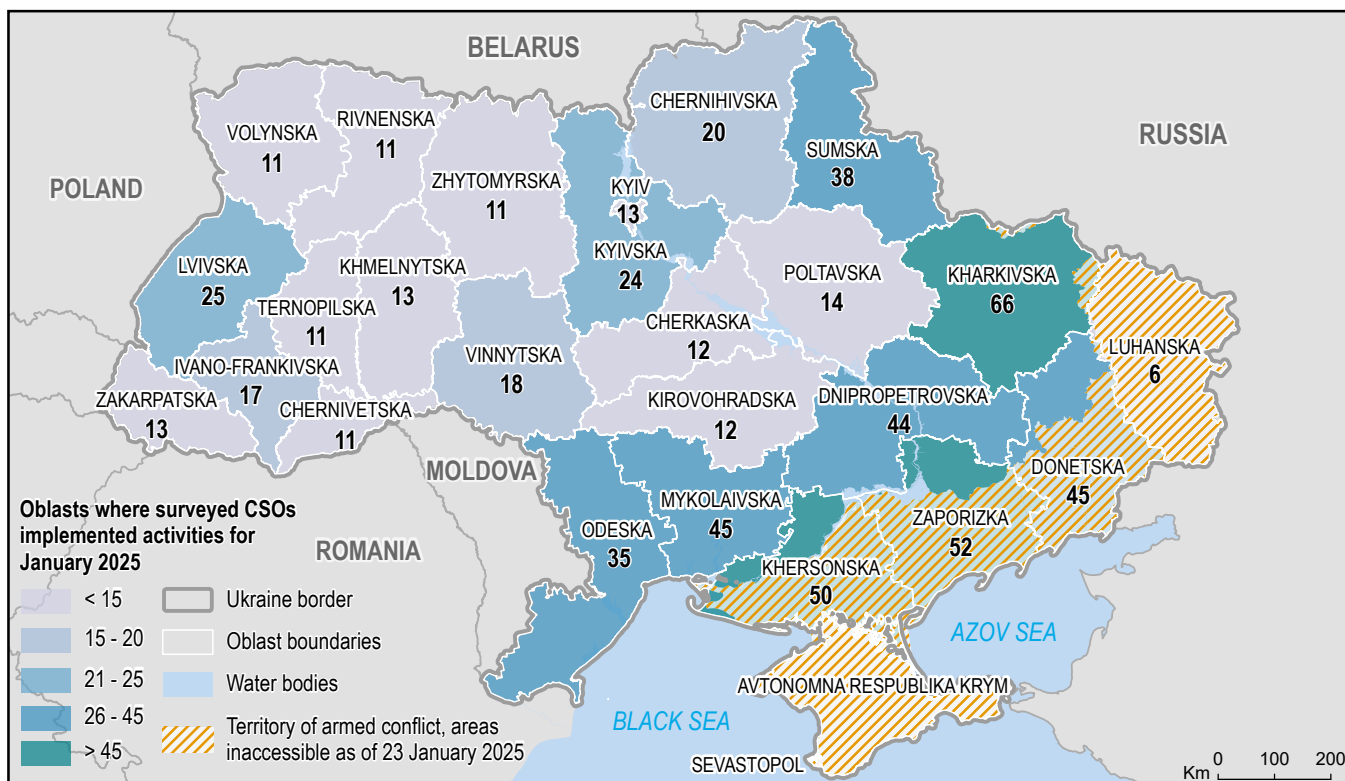 BELARUS
RUSSIA
POLAND
MOLDOVA
ROMANIA
VOLYNSKA
11
RIVNENSKA
11
ZHYTOMYRSKA
11
CHERNIHIVSKA
20
SUMSKA
38
KYIV
13
KYIVSKA
24
LVIVSKA
25
TERNOPILSKA
11
KHMELNYTSKA
13
POLTAVSKA
14
KHARKIVSKA
66
LUHANSKA
6
CHERKASKA
12
VINNYTSKA
18
IVANO-FRANKIVSKA
17
ZAKARPATSKA
13
CHERNIVETSKA
11
KIROVOHRADSKA
12
DNIPROPETROVSKA
44
DONETSKA
45
ZAPORIZKA
52
MYKOLAIVSKA
45
ODESKA
35
KHERSONSKA
50
AVTONOMNA RESPUBLIKA KRYM
SEVASTOPOL
AZOV SEA
BLACK SEA
Oblasts where surveyed CSOs
implemented activities for
January 2025
< 15
15 - 20
21 - 25
26 - 45
> 45
Ukraine border
Oblast boundaries
Water bodies
Territory of armed conflict, areas
inaccessible as of 23 January 2025
0 100 200
Km